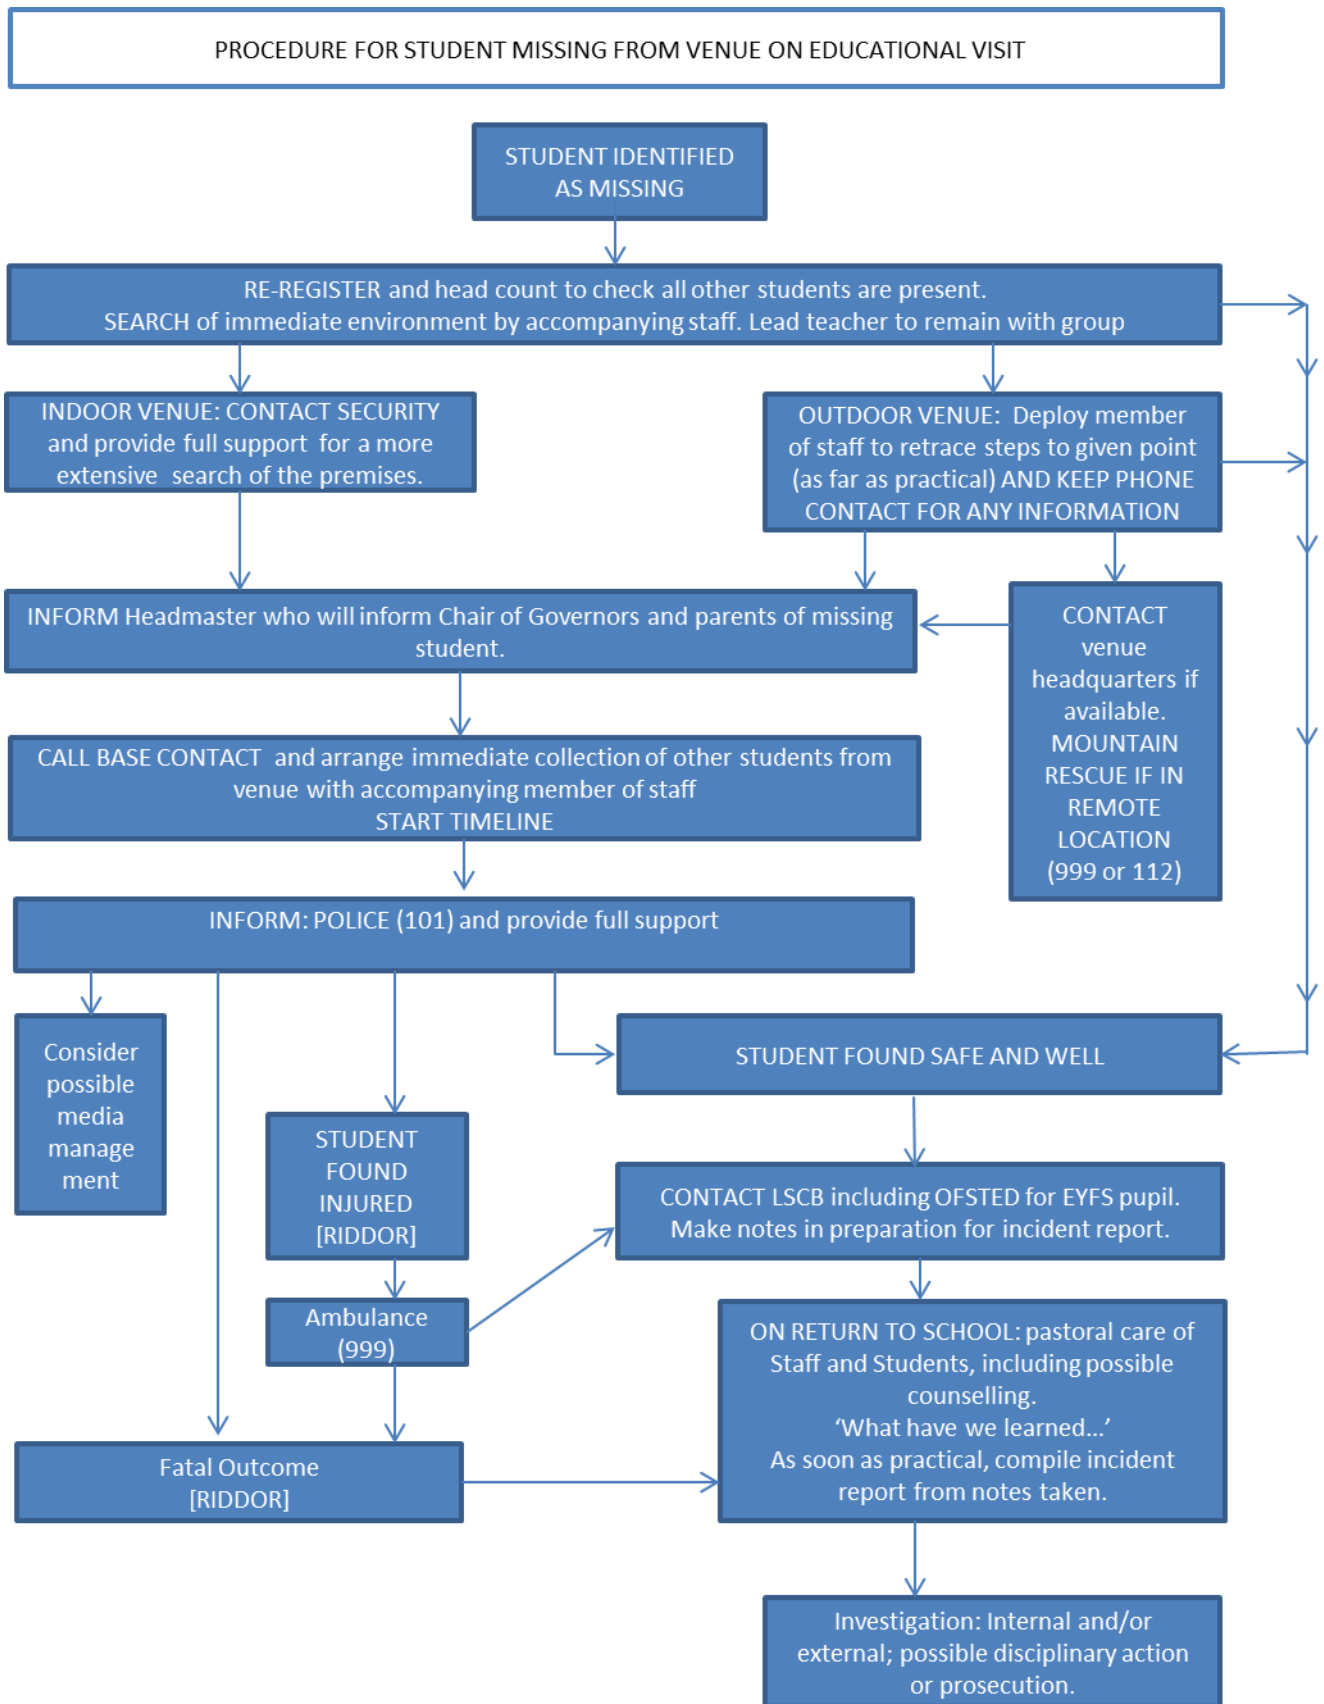 PROCEDURE FOR STUDENT MISSING FROM VENUE ON EDUCATIONAL VISIT
STUDENT IDENTIFIED
AS MISSING
RE-REGISTER and head count to check all other students are present.
SEARCH of immediate environment by accompanying staff. Lead teacher to remain with group
INDOOR VENUE: CONTACT SECURITY
and provide full support for a more
extensive search of the premises.
OUTDOOR VENUE: Deploy member
of staff to retrace steps to given point
(as far as practical) AND KEEP PHONE
CONTACT FOR ANY INFORMATION
INFORM Headmaster who will inform Chair of Governors and parents of missing
student.
CONTACT
venue
headquarters if
available.
MOUNTAIN
RESCUE IF IN
REMOTE
LOCATION
(999 or 112)
CALL BASE CONTACT and arrange immediate collection of other students from
venue with accompanying member of staff
START TIMELINE
INFORM: POLICE (101) and provide full support
Consider
possible
media
manage
ment
STUDENT
FOUND
INJURED
[RIDDOR]
STUDENT FOUND SAFE AND WELL
CONTACT LSCB including OFSTED for EYFS pupil.
Make notes in preparation for incident report.
Ambulance
(999)
ON RETURN TO SCHOOL: pastoral care of
Staff and Students, including possible
counselling.
‘What have we learned...’
As soon as practical, compile incident
report from notes taken.
Fatal Outcome
[RIDDOR]
Investigation: Internal and/or
external; possible disciplinary action
or prosecution.